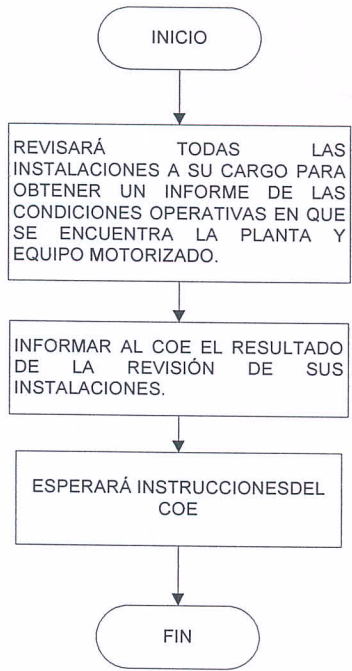 INICIO
REVISARÁ TODAS LAS
INSTALACIONES A SU CARGO PARA
OBTENER UN INFORME DE LAS
CONDICIONES OPERATIVAS EN QUE
SE ENCUENTRA LA PLANTA Y
EQUIPO MOTORIZADO.
INFORMAR AL COE EL RESULTADO
DE LA REVISIÓN DE SUS
INSTALACIONES.
ESPERARÁ INSTRUCCIONESDEL
COE
FIN